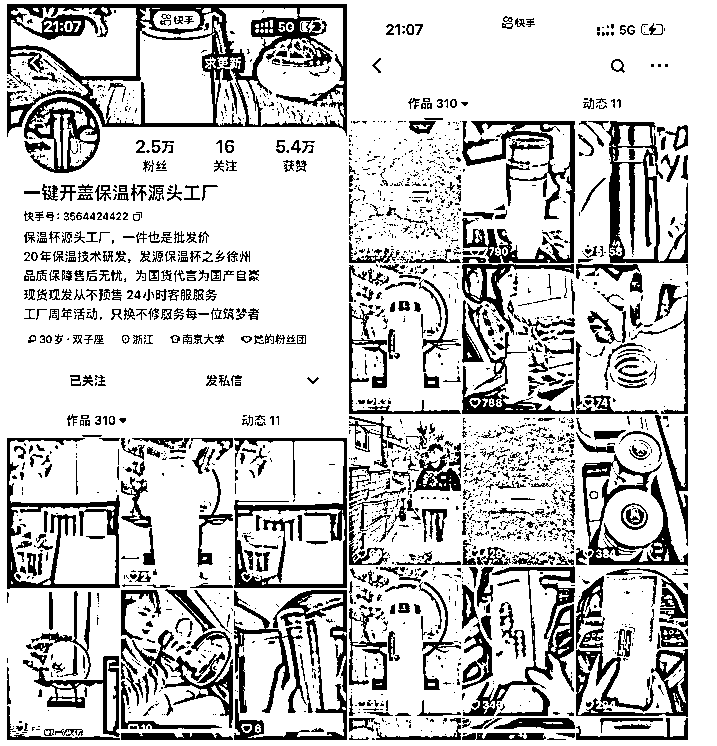 21:07
快手
5G
求更新
2.5万
粉丝
16
关注
5.4万
获赞
一键开盖保温杯源头工厂
快手号：3564424422
保温杯源头工厂，一件也是批发价
20年保温技术研发，发源保温杯之乡徐州
品质保障售后无忧，为国货代言为国产自豪
现货现发从不预售 24小时客服服务
工厂周年活动，只换不修服务每一位筑梦者
30岁·双子座
浙江
南京大学
她的粉丝团
已关注
发私信
作品 310
动态 11
6
21:07
快手
5G
作品 310
动态 11
788
74